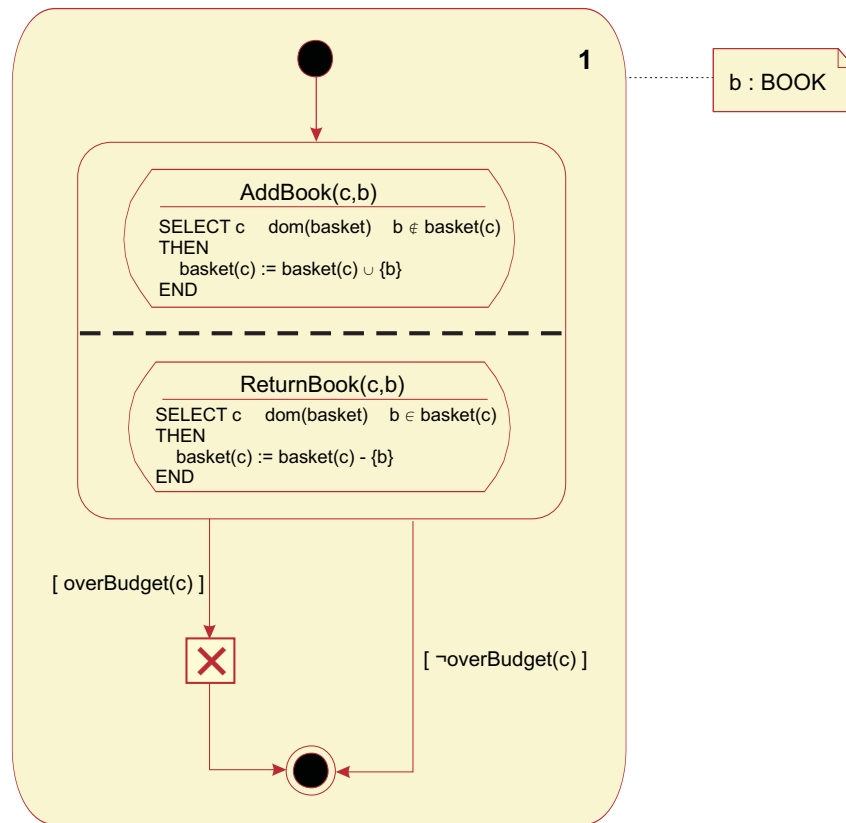 1
b : BOOK
AddBook(c,b)
SELECT c dom(basket) b ∉ basket(c)
THEN
basket(c) := basket(c) ∪ {b}
END
ReturnBook(c,b)
SELECT c dom(basket) b ∈ basket(c)
THEN
basket(c) := basket(c) - {b}
END
[ overBudget(c) ]
[ ¬overBudget(c) ]